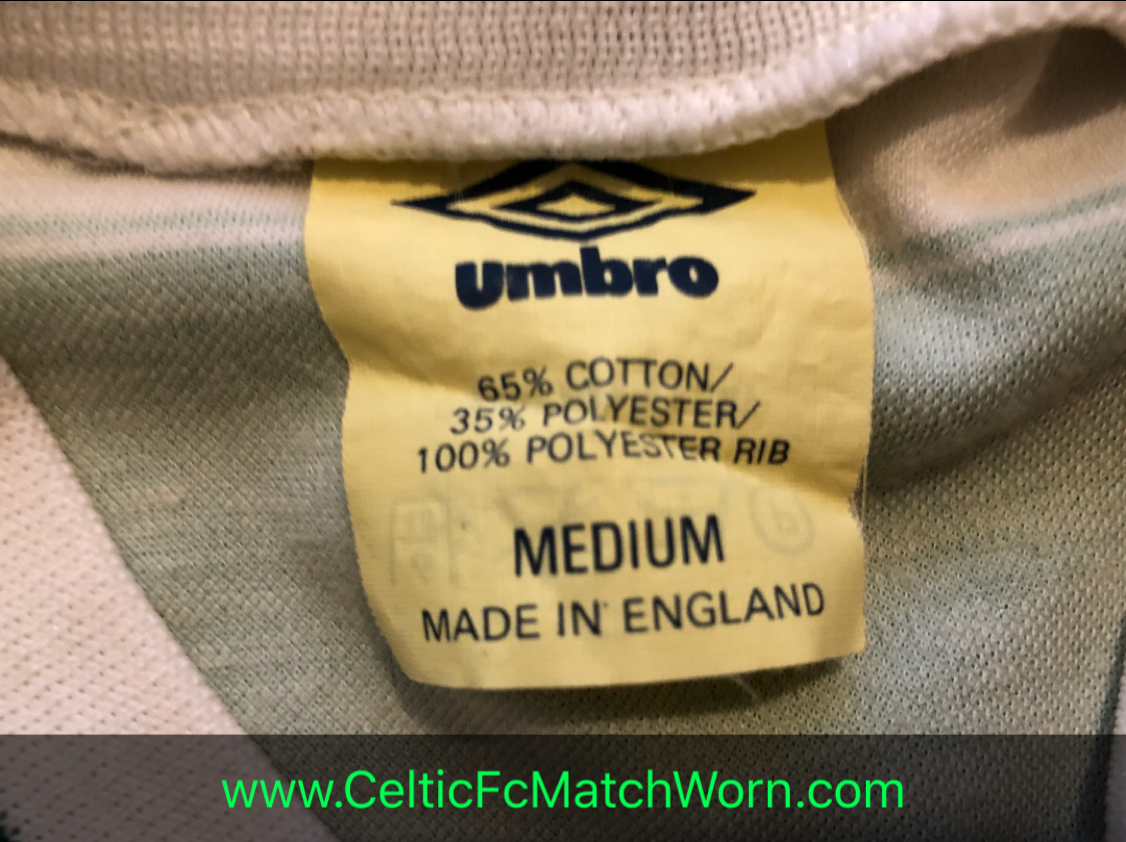 umbro
65% COTTON/
35% POLYESTER/
100% POLYESTER RIB
MEDIUM
MADE IN ENGLAND
www.CelticFcMatchWorn.com